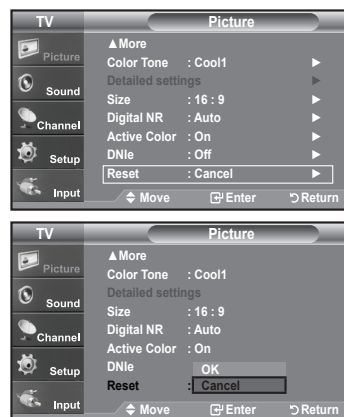 TV Picture
▲More
Picture
Color Tone : Cool1 ▶
Detailed settings ▶
Sound
Size : 16 : 9 ▶
Channel
Digital NR : Auto ▶
Active Color : On ▶
Setup
DNIe : Off ▶
Reset : Cancel ▶
Input
Move Enter Return
TV Picture
▲More
Picture
Color Tone : Cool1
Detailed settings
Sound
Size : 16 : 9
Channel
Digital NR : Auto
Active Color : On
Setup
DNIe OK
Reset : Cancel
Input
Move Enter Return